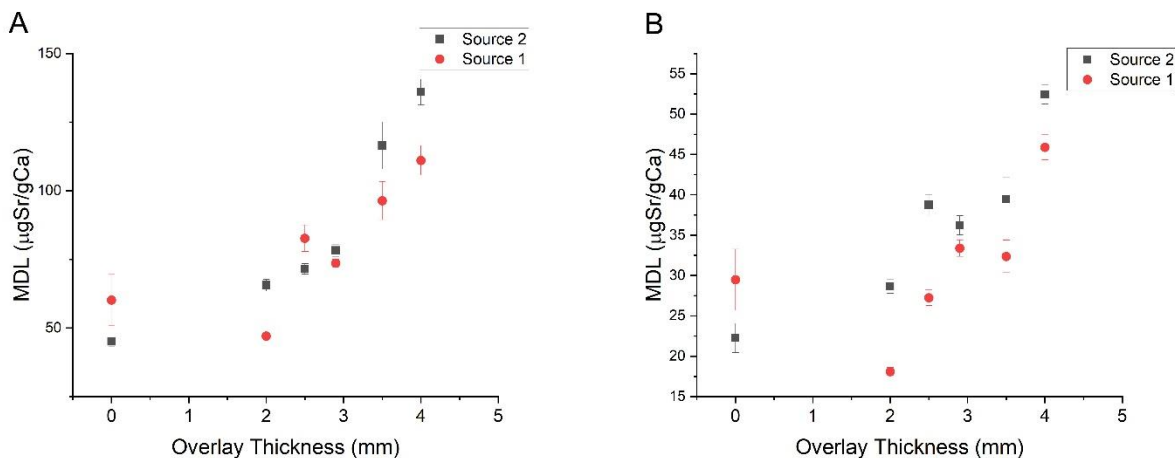 A
Source 2
Source 1
150
100
50
MDL (µgSr/gCa)
0 1 2 3 4 5
Overlay Thickness (mm)
B
Source 2
Source 1
55
50
45
40
35
30
25
20
15
MDL (µgSr/gCa)
0 1 2 3 4 5
Overlay Thickness (mm)